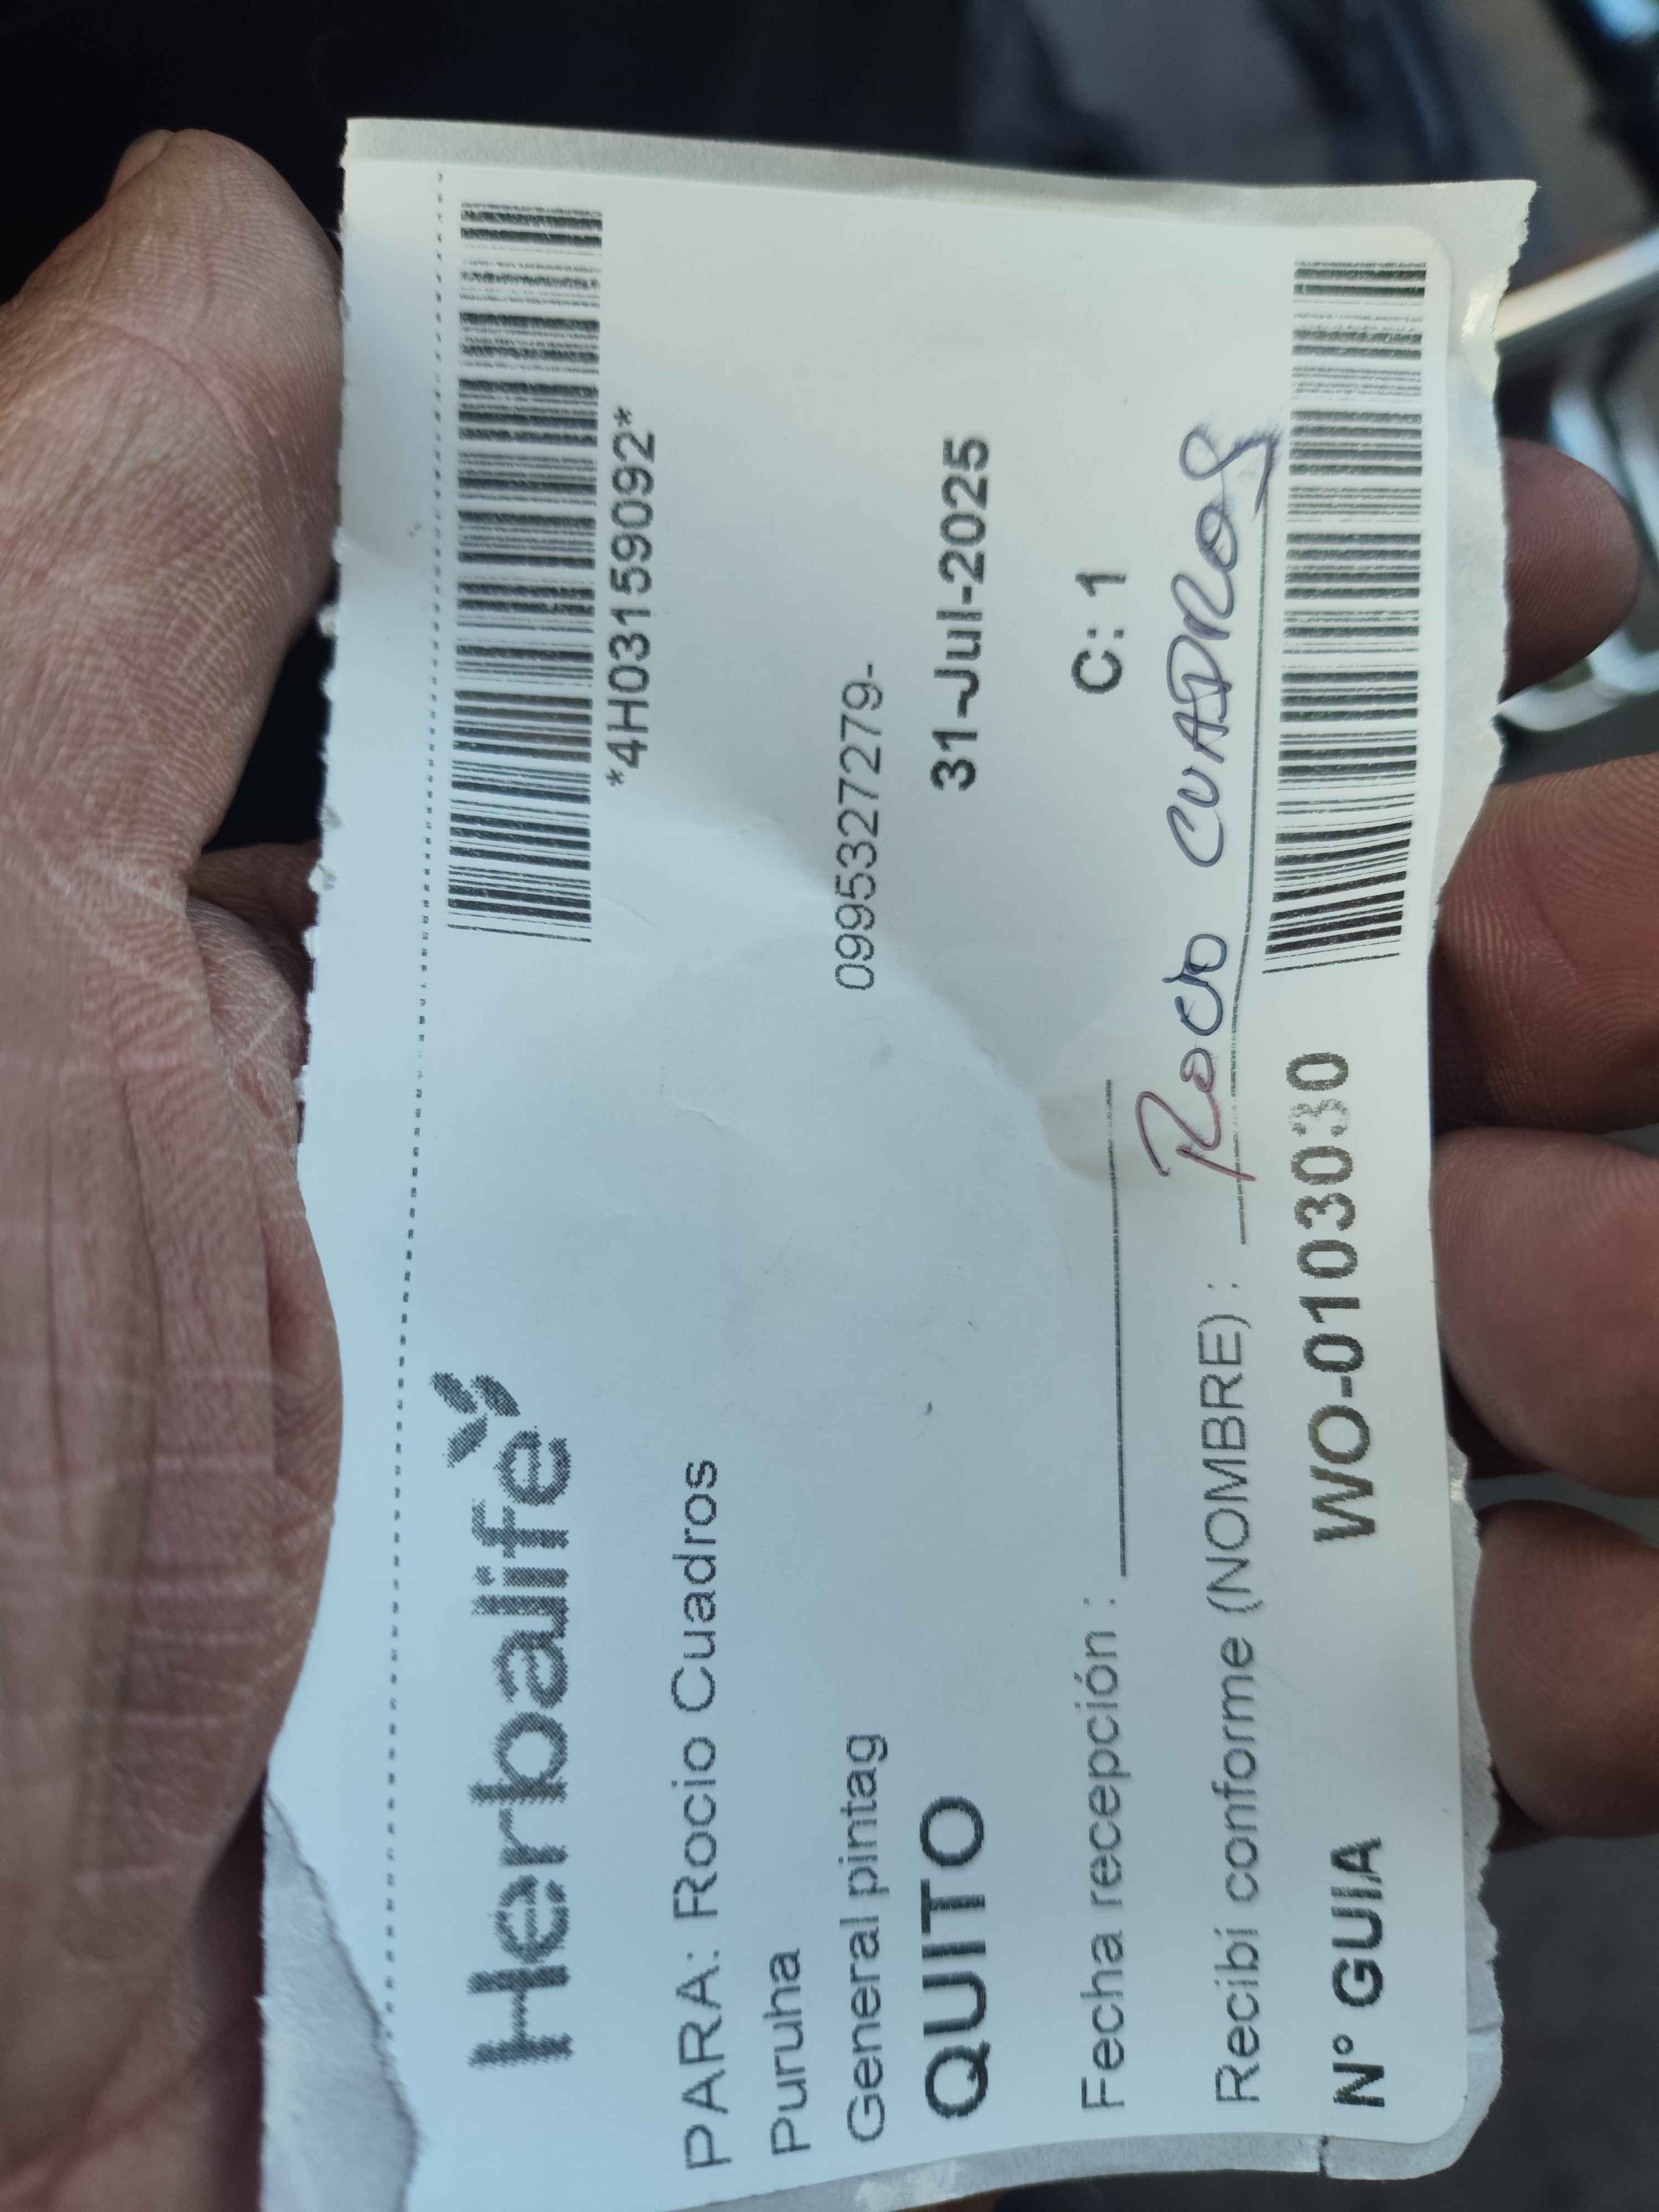 Herbalife
*4H03159092*
PARA: Rocio Cuadros
Puruha
General pintag 0995327279-
QUITO 31-Jul-2025
Fecha recepción : C: 1
Recibí conforme (NOMBRE) : Rocio CUADROS
N° GUIA WO-0103030